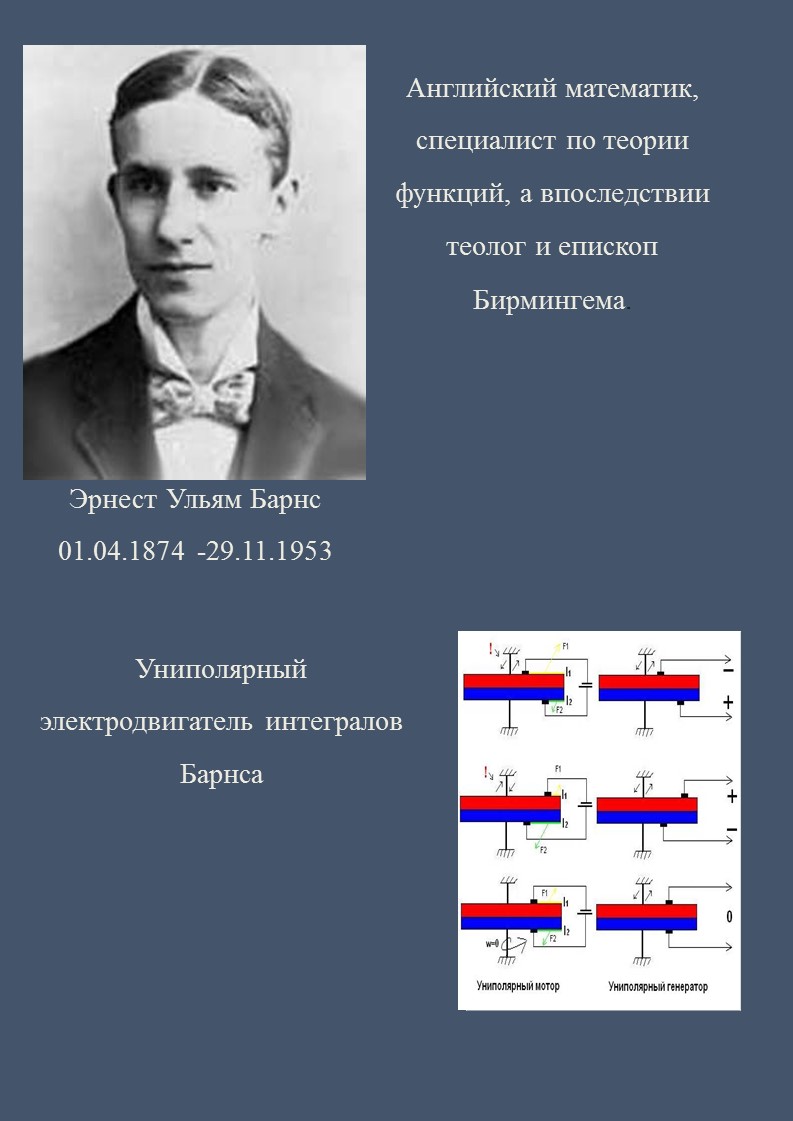 Английский математик,
специалист по теории
функций, а впоследствии
теолог и епископ
Бирмингема.
Эрнест Ульям Барнс
01.04.1874 -29.11.1953
Униполярный
электродвигатель интегралов
Барнса
I F1 I1 I2 F2
− +
I F1 I1 I2 F2
+ −
F1 I1 I2 F2 w=0
0
Униполярный мотор
Униполярный генератор